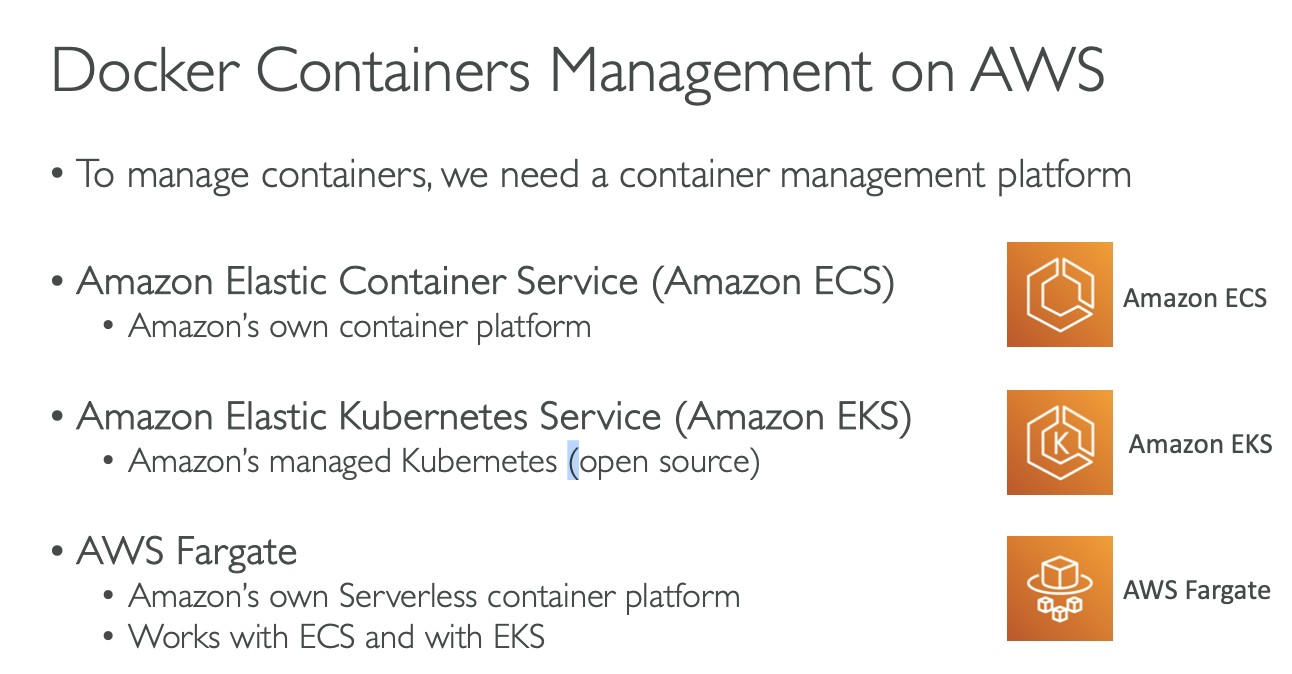 Docker Containers Management on AWS
• To manage containers, we need a container management platform
• Amazon Elastic Container Service (Amazon ECS)
• Amazon's own container platform
Amazon ECS
• Amazon Elastic Kubernetes Service (Amazon EKS)
• Amazon's managed Kubernetes (open source)
K
Amazon EKS
• AWS Fargate
• Amazon's own Serverless container platform
• Works with ECS and with EKS
AWS Fargate